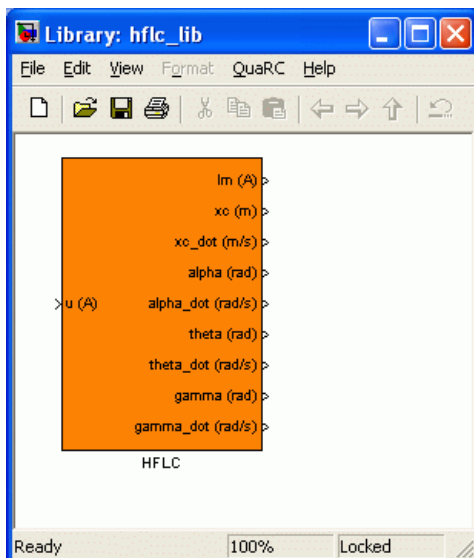 Library: hflc_lib
File Edit View Format QuaRC Help
Im (A)
xc (m)
xc_dot (m/s)
alpha (rad)
u (A) alpha_dot (rad/s)
theta (rad)
theta_dot (rad/s)
gamma (rad)
gamma_dot (rad/s)
HFLC
Ready 100% Locked